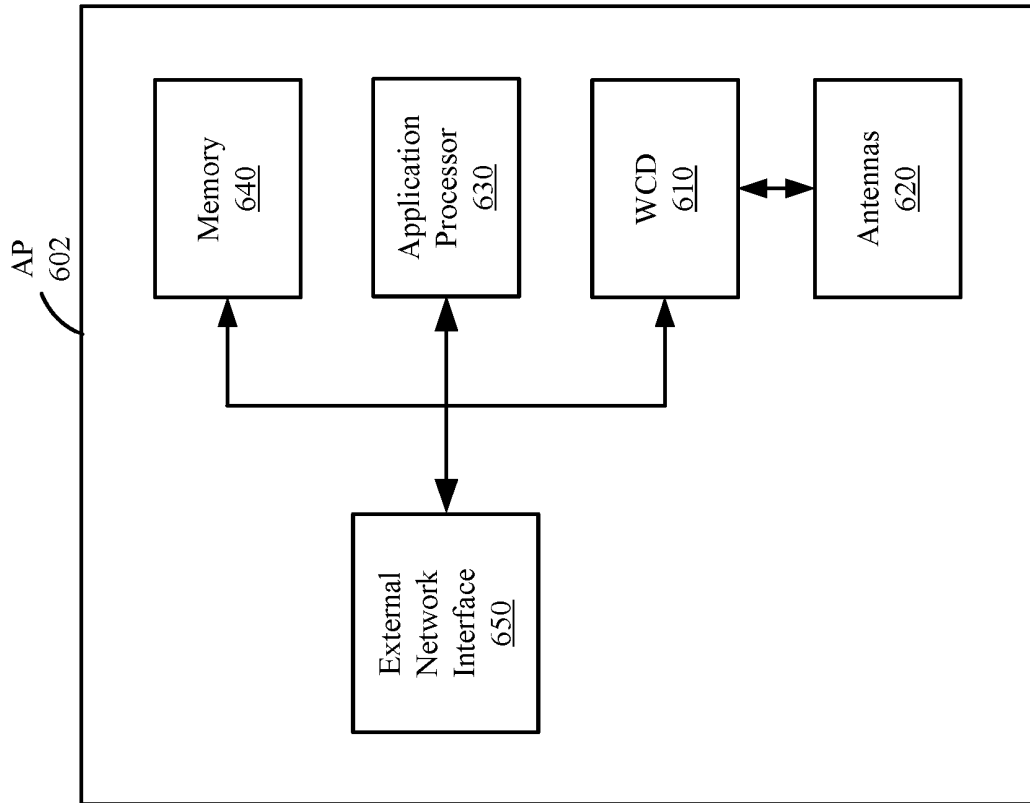 AP
602
Memory
640
Application
Processor
630
WCD
610
Antennas
620
External
Network
Interface
650